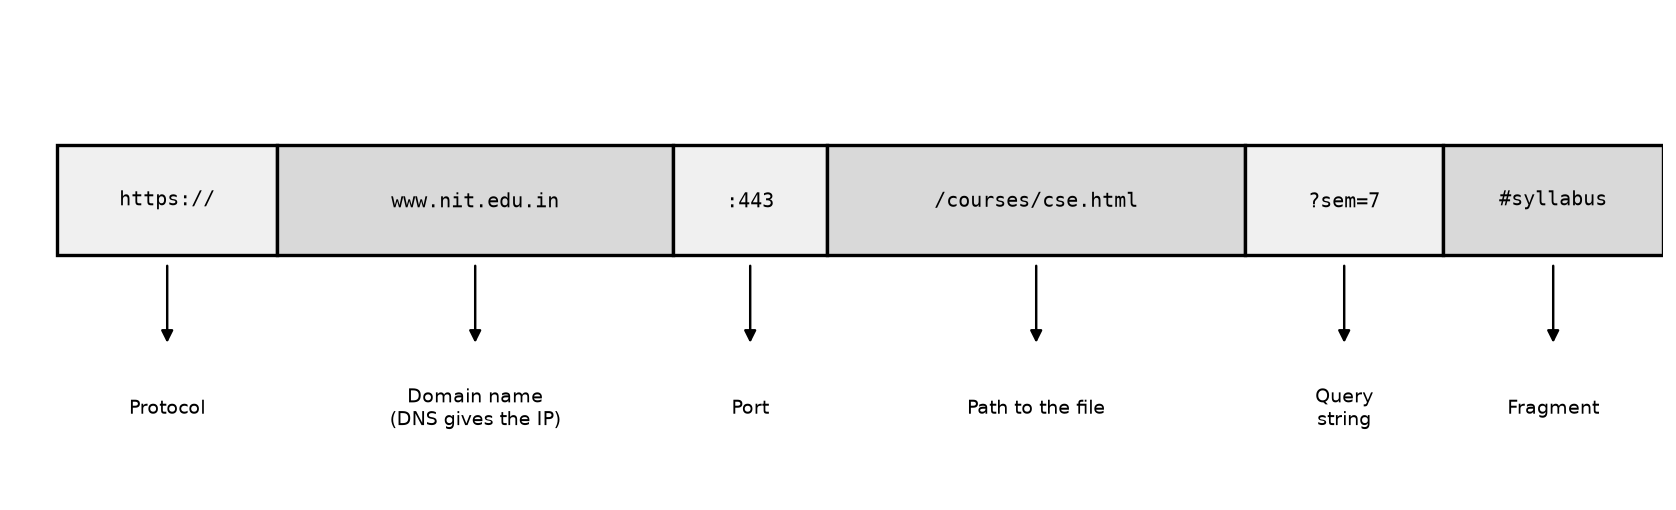 https://
www.nit.edu.in
:443
/courses/cse.html
?sem=7
#syllabus
Protocol
Domain name
(DNS gives the IP)
Port
Path to the file
Query
string
Fragment